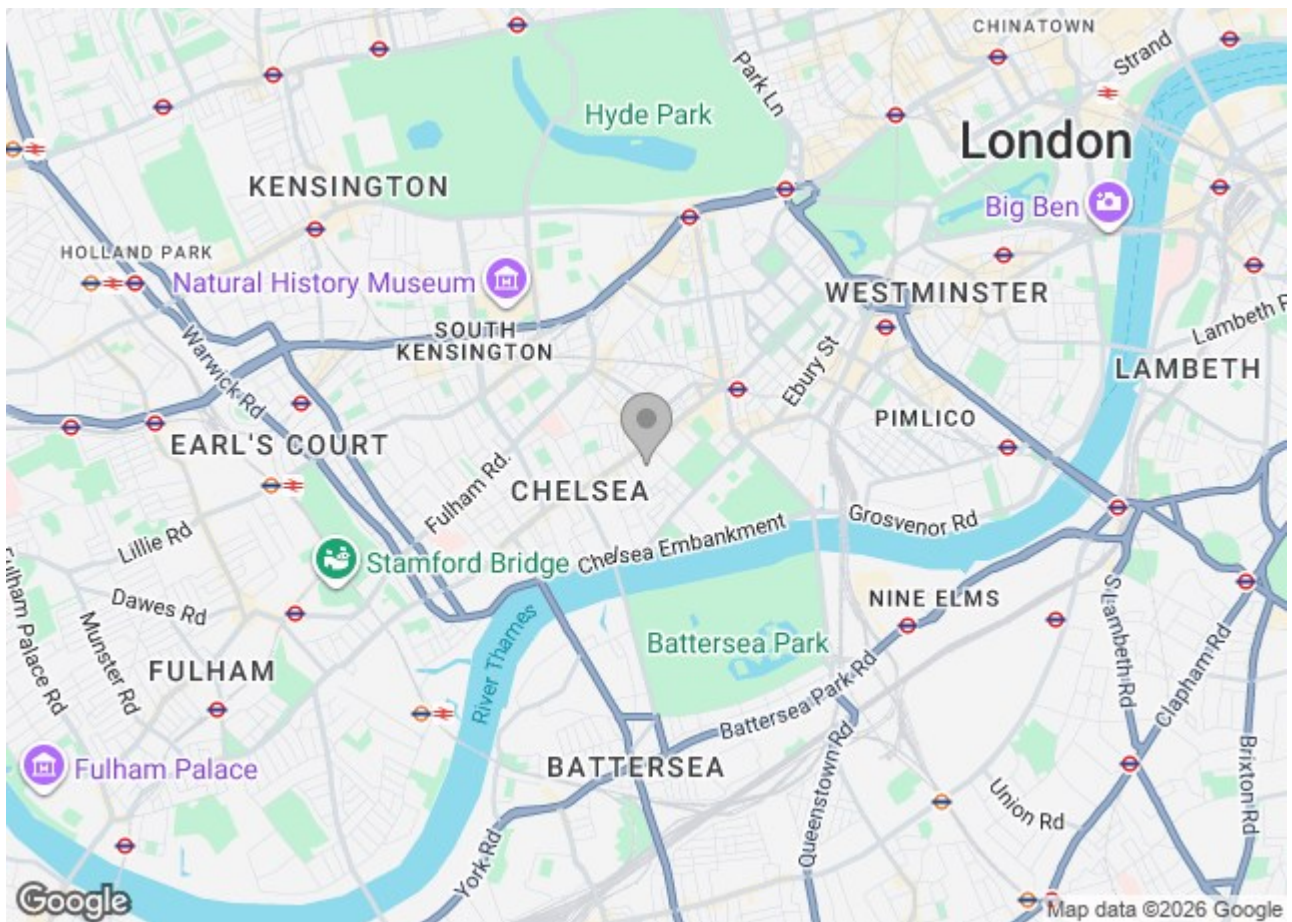 CHINATOWN
Strand
Park Ln
Hyde Park
London
KENSINGTON
Big Ben
HOLLAND PARK
Natural History Museum
WESTMINSTER
SOUTH
KENSINGTON
Lambeth R
Warwick Rd
Ebury St
LAMBETH
PIMLICO
EARL'S COURT
Fulham Rd.
CHELSEA
Grosvenor Rd
Chelsea Embankment
Lillie Rd
Stamford Bridge
Fulham Palace Rd
Dawes Rd
Munster Rd
NINE ELMS
S Lambeth Rd
River Thames
Battersea Park
Clapham Rd
FULHAM
Battersea Park Rd
Queenstown Rd
Brixton Rd
Fulham Palace
BATTERSEA
Union Rd
York Rd
Google
Map data ©2026 Google